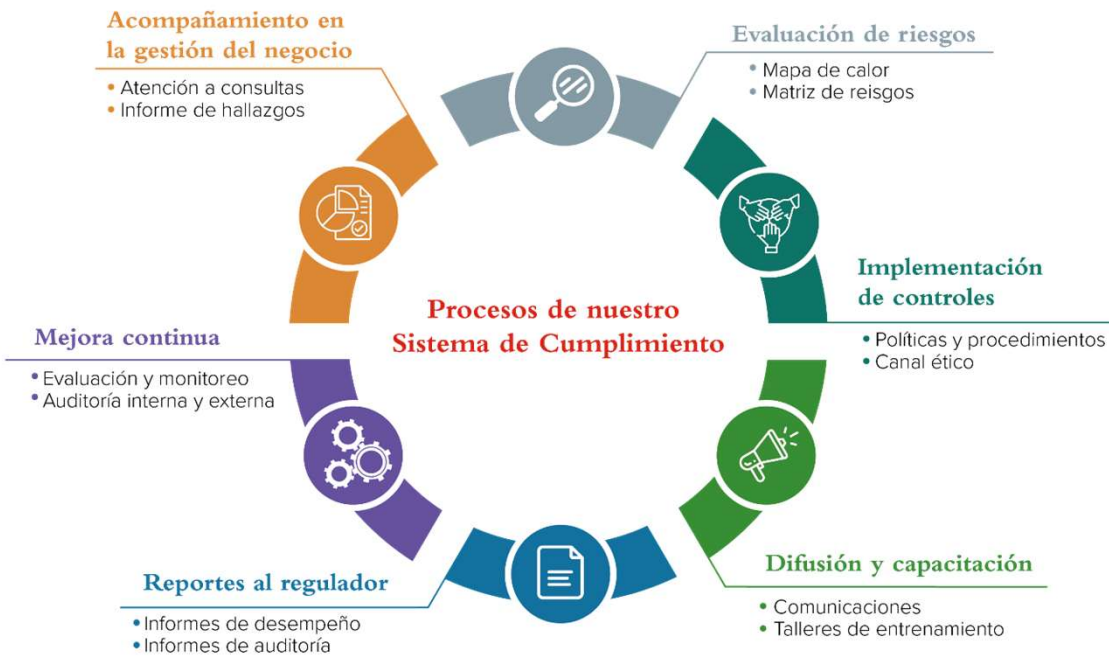 Acompañamiento en
la gestión del negocio
• Atención a consultas
• Informe de hallazgos
Evaluación de riesgos
• Mapa de calor
• Matriz de reisgos
Implementación
de controles
• Políticas y procedimientos
• Canal ético
Procesos de nuestro
Sistema de Cumplimiento
Mejora continua
• Evaluación y monitoreo
• Auditoría interna y externa
Difusión y capacitación
• Comunicaciones
• Talleres de entrenamiento
Reportes al regulador
• Informes de desempeño
• Informes de auditoría